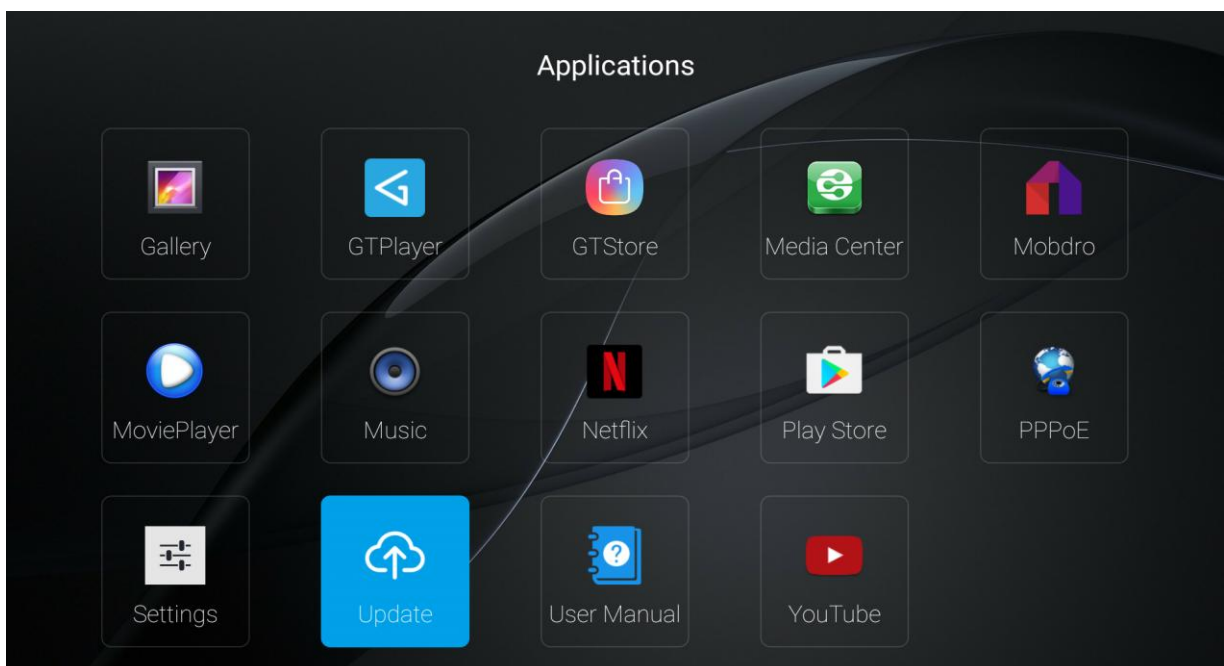 Applications
Gallery
GTPlayer
GTStore
Media Center
Mobdro
MoviePlayer
Music
Netflix
Play Store
PPPoE
Settings
Update
User Manual
YouTube